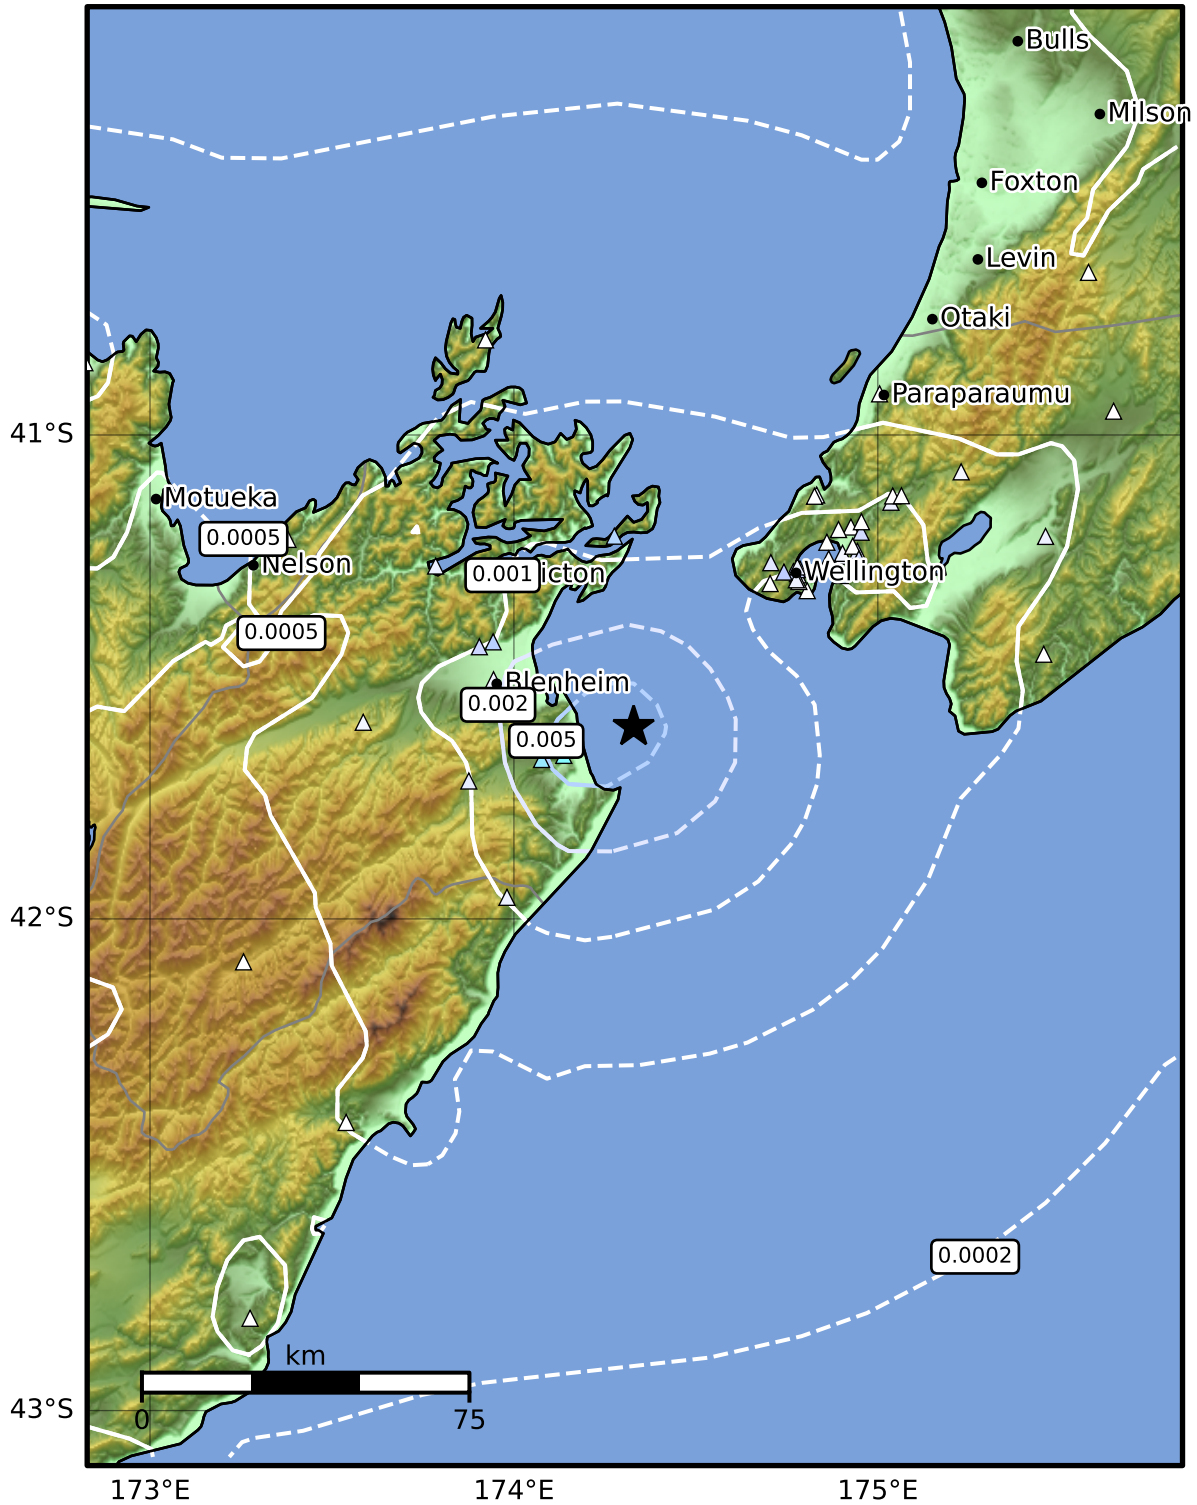 Bulls
Milson
Foxton
Levin
Otaki
Paraparaumu
41°S
Motueka
0.0005
Nelson
0.001
icton
Wellington
0.0005
Blenheim
0.002
0.005
42°S
0.0002
km
43°S
0
75
173°E
174°E
175°E